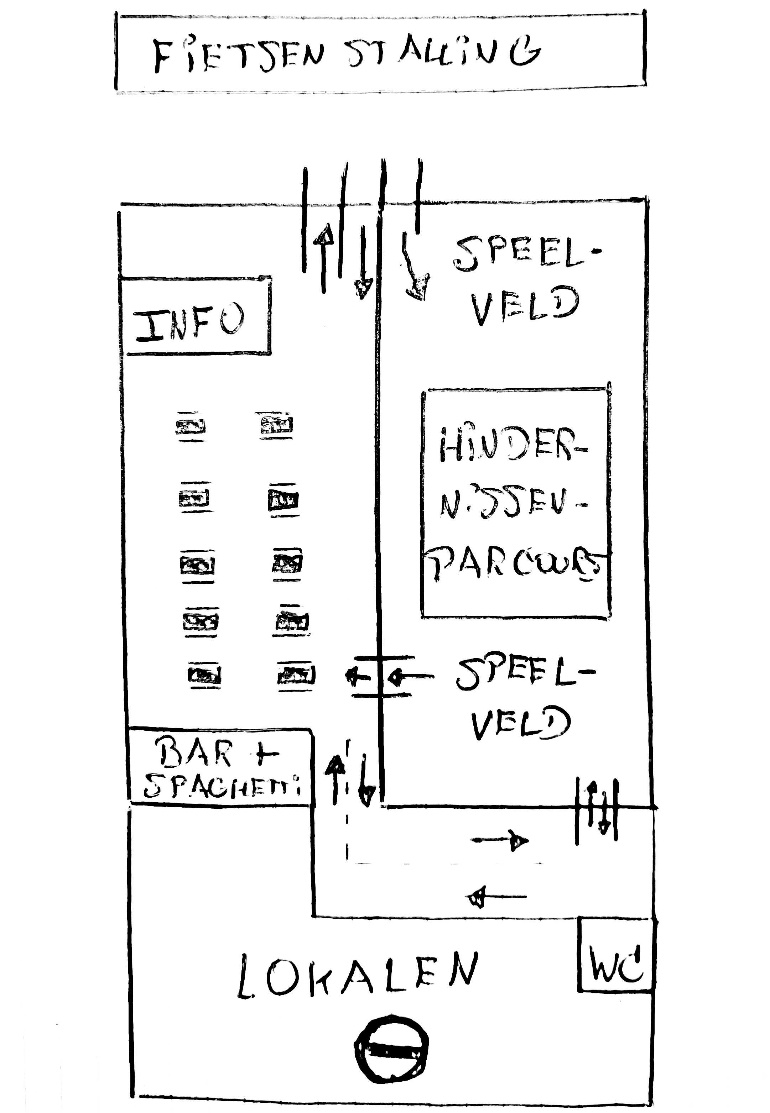 FIETSEN STALLING
SPEEL-
VELD
INFO
HINDER-
NISSEN-
PARCOURS
SPEEL-
VELD
BAR +
SPAGHETTI
LOKALEN
WC